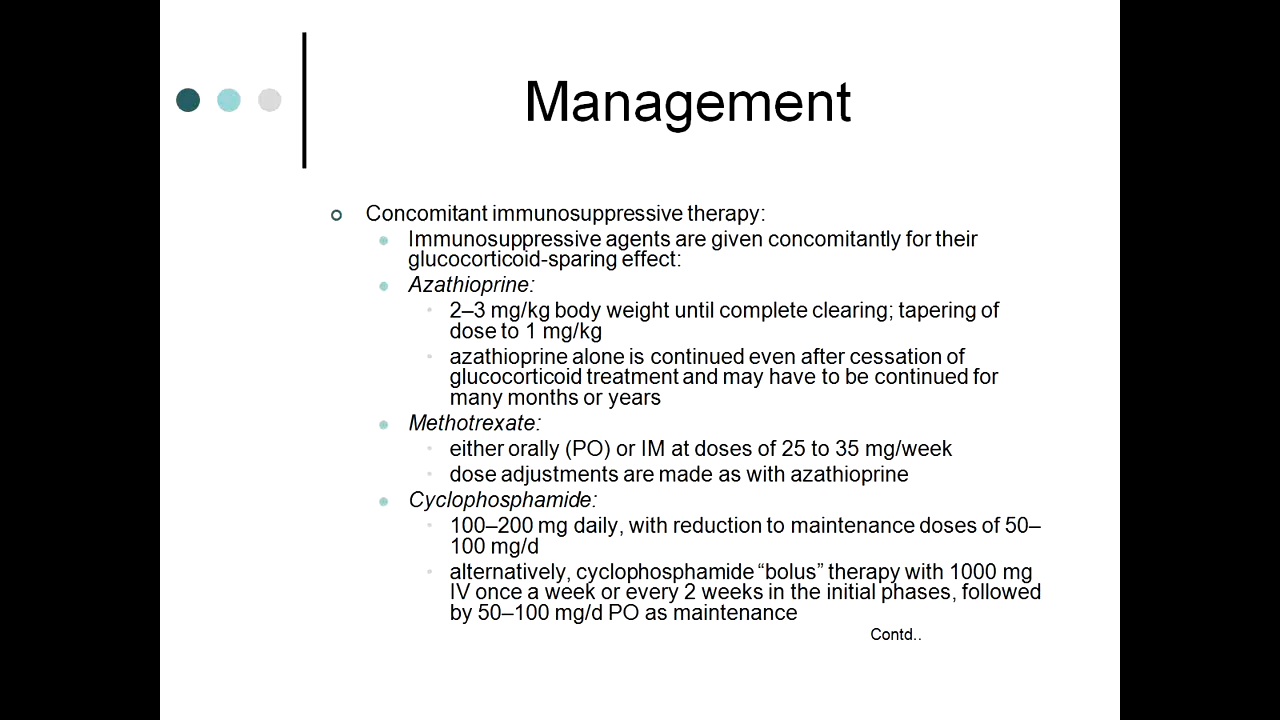 Management
Concomitant immunosuppressive therapy:
Immunosuppressive agents are given concomitantly for their
glucocorticoid-sparing effect:
Azathioprine:
2–3 mg/kg body weight until complete clearing; tapering of
dose to 1 mg/kg
azathioprine alone is continued even after cessation of
glucocorticoid treatment and may have to be continued for
many months or years
Methotrexate:
either orally (PO) or IM at doses of 25 to 35 mg/week
dose adjustments are made as with azathioprine
Cyclophosphamide:
100–200 mg daily, with reduction to maintenance doses of 50–
100 mg/d
alternatively, cyclophosphamide “bolus” therapy with 1000 mg
IV once a week or every 2 weeks in the initial phases, followed
by 50–100 mg/d PO as maintenance
Contd..